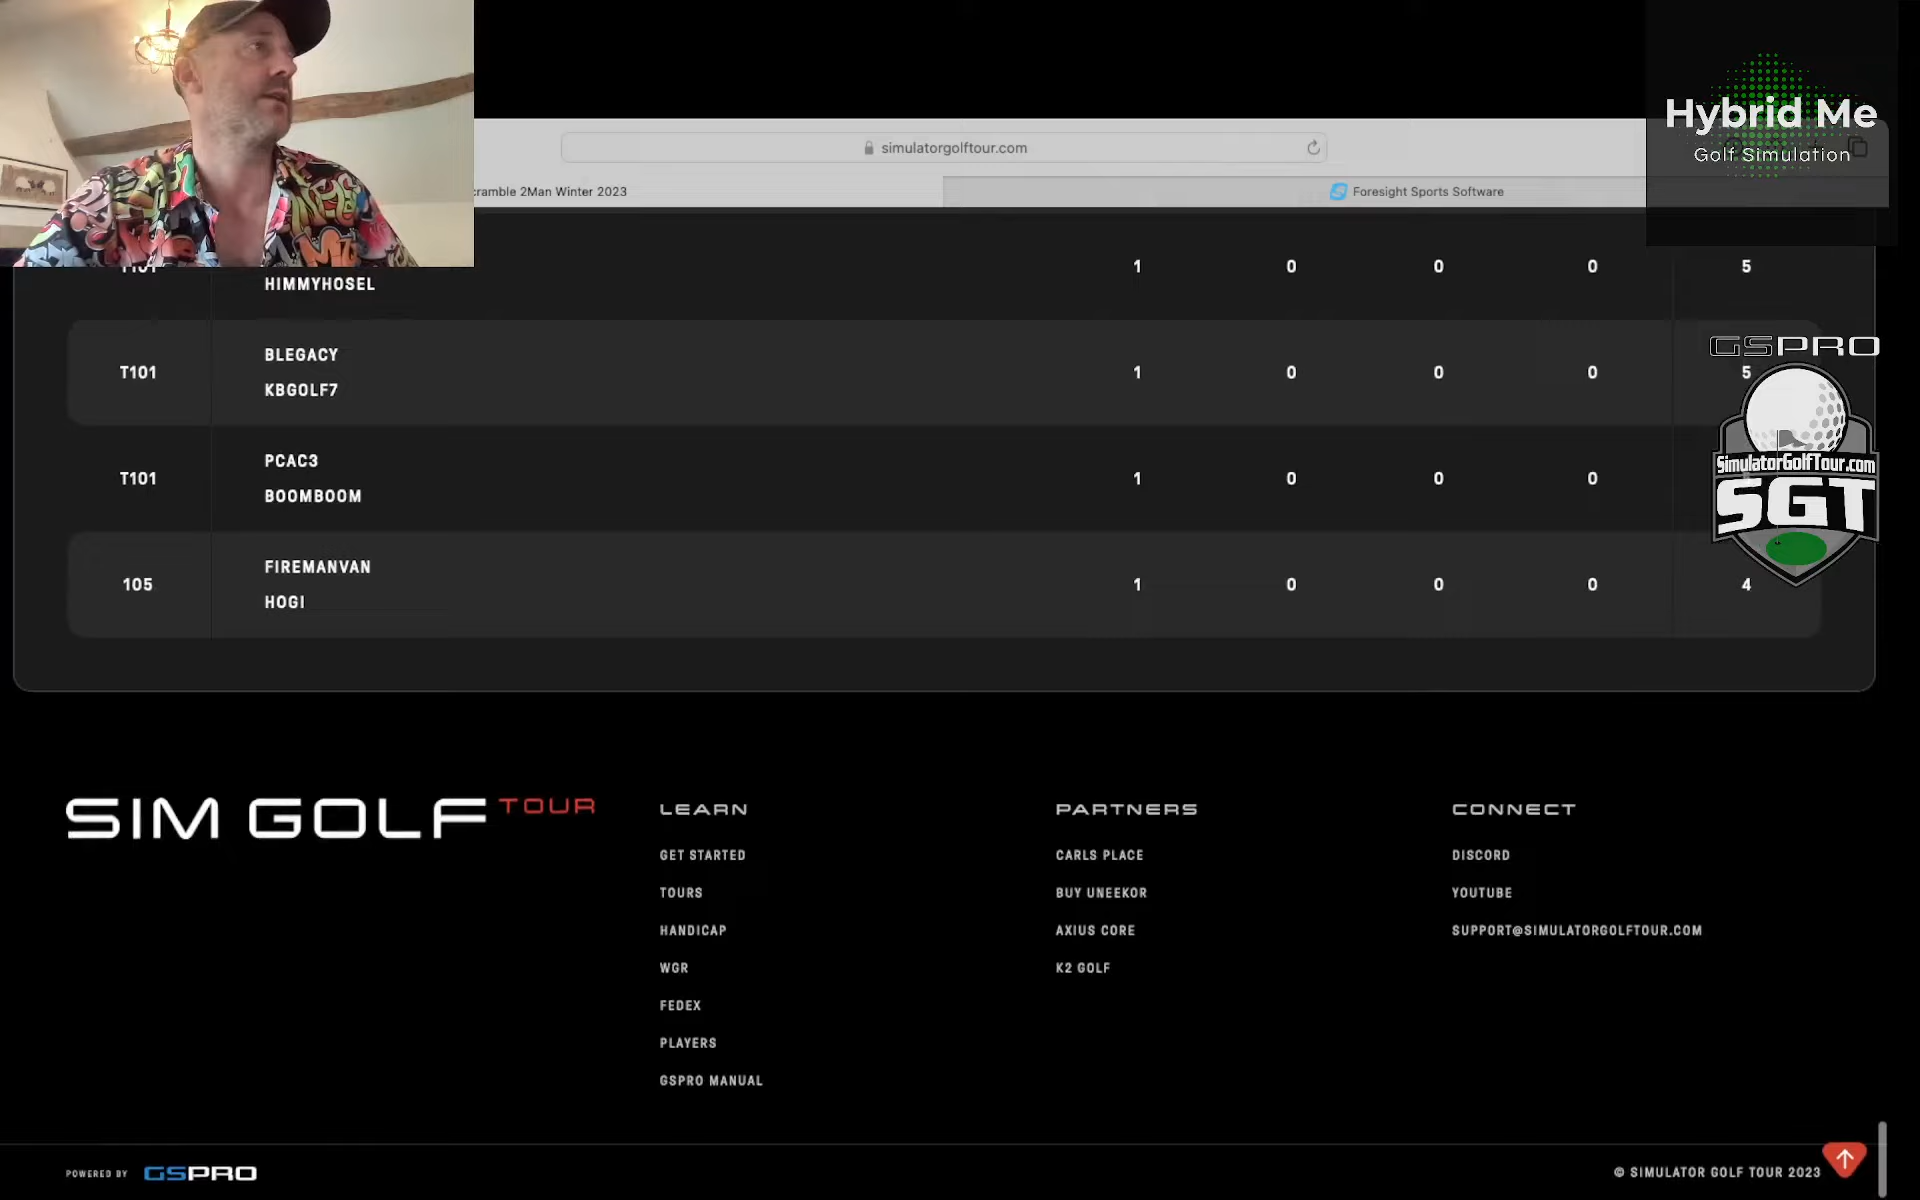 Hybrid Me
Golf Simulation
simulatorgolftour.com
cramble 2Man Winter 2023
Foresight Sports Software
T101
HIMMYHOSEL
1 0 0 0 5
T101
BLEGACY
KBGOLF7
1 0 0 0 5
T101
PCAC3
BOOMBOOM
1 0 0 0
105
FIREMANVAN
HOGI
1 0 0 0 4
GSPRO
SimulatorGolfTour.com
SGT
SIM GOLF TOUR
LEARN
GET STARTED
TOURS
HANDICAP
WGR
FEDEX
PLAYERS
GSPRO MANUAL
PARTNERS
CARLS PLACE
BUY UNEEKOR
AXIUS CORE
K2 GOLF
CONNECT
DISCORD
YOUTUBE
SUPPORT@SIMULATORGOLFTOUR.COM
POWERED BY GSPRO
© SIMULATOR GOLF TOUR 2023